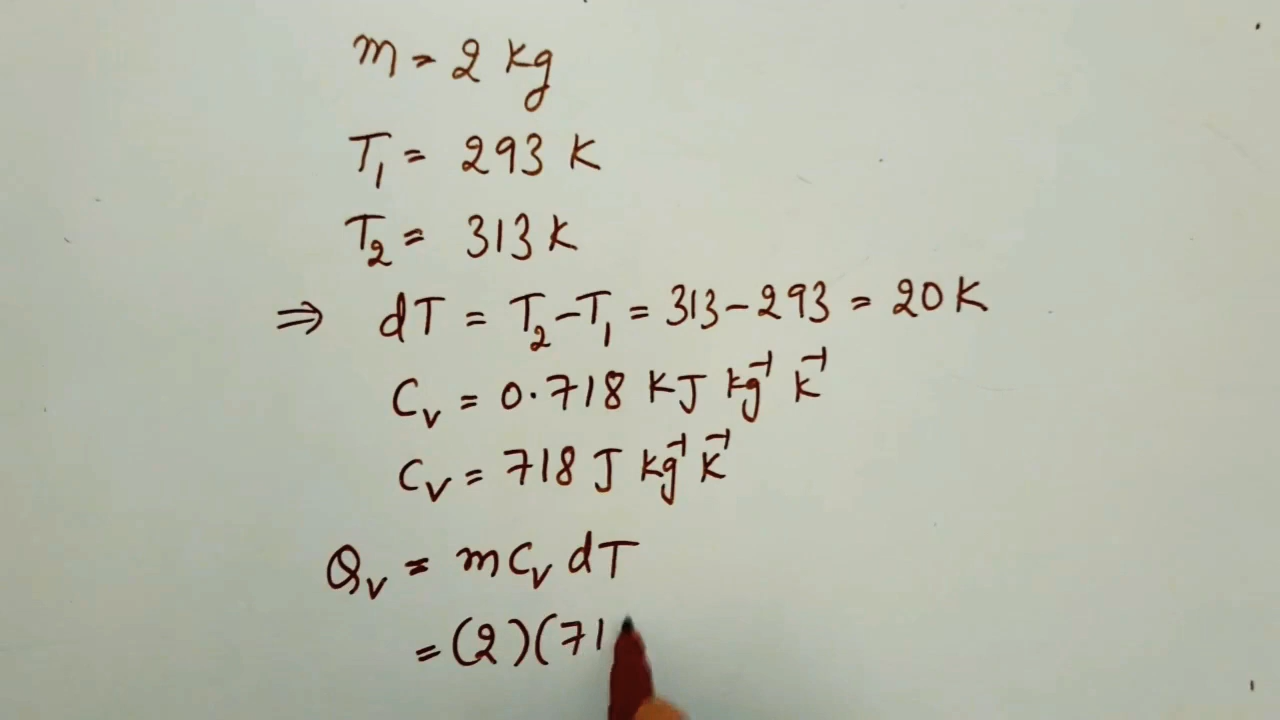 m = 2 kg
T₁ = 293 K
T₂ = 313 K
⇒ dT = T₂-T₁ = 313-293 = 20 K
Cᵥ = 0.718 KJ kg⁻¹ K⁻¹
Cᵥ = 718 J kg⁻¹ K⁻¹
Qᵥ = mCᵥ dT
= (2)(71